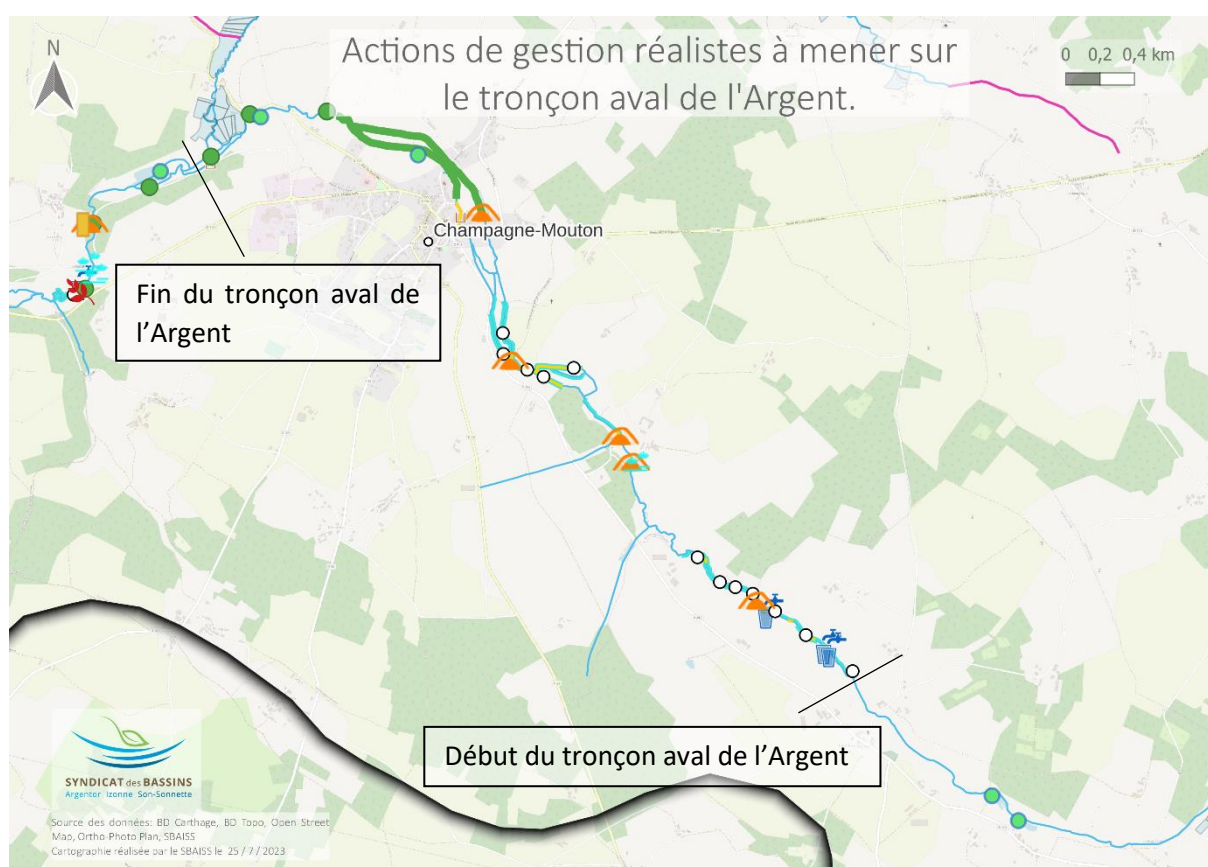 Actions de gestion réalistes à mener sur
le tronçon aval de l'Argent.
N
0 0,2 0,4 km
Champagne-Mouton
Fin du tronçon aval de
l’Argent
Début du tronçon aval de l’Argent
SYNDICAT des BASSINS
Argentor Izonne Son-Sonnette
Source des données: BD Carthage, BD Topo, Open Street
Map, Ortho-Photo Plan, SBAISS
Cartographie réalisée par le SBAISS le 25 / 7 / 2023